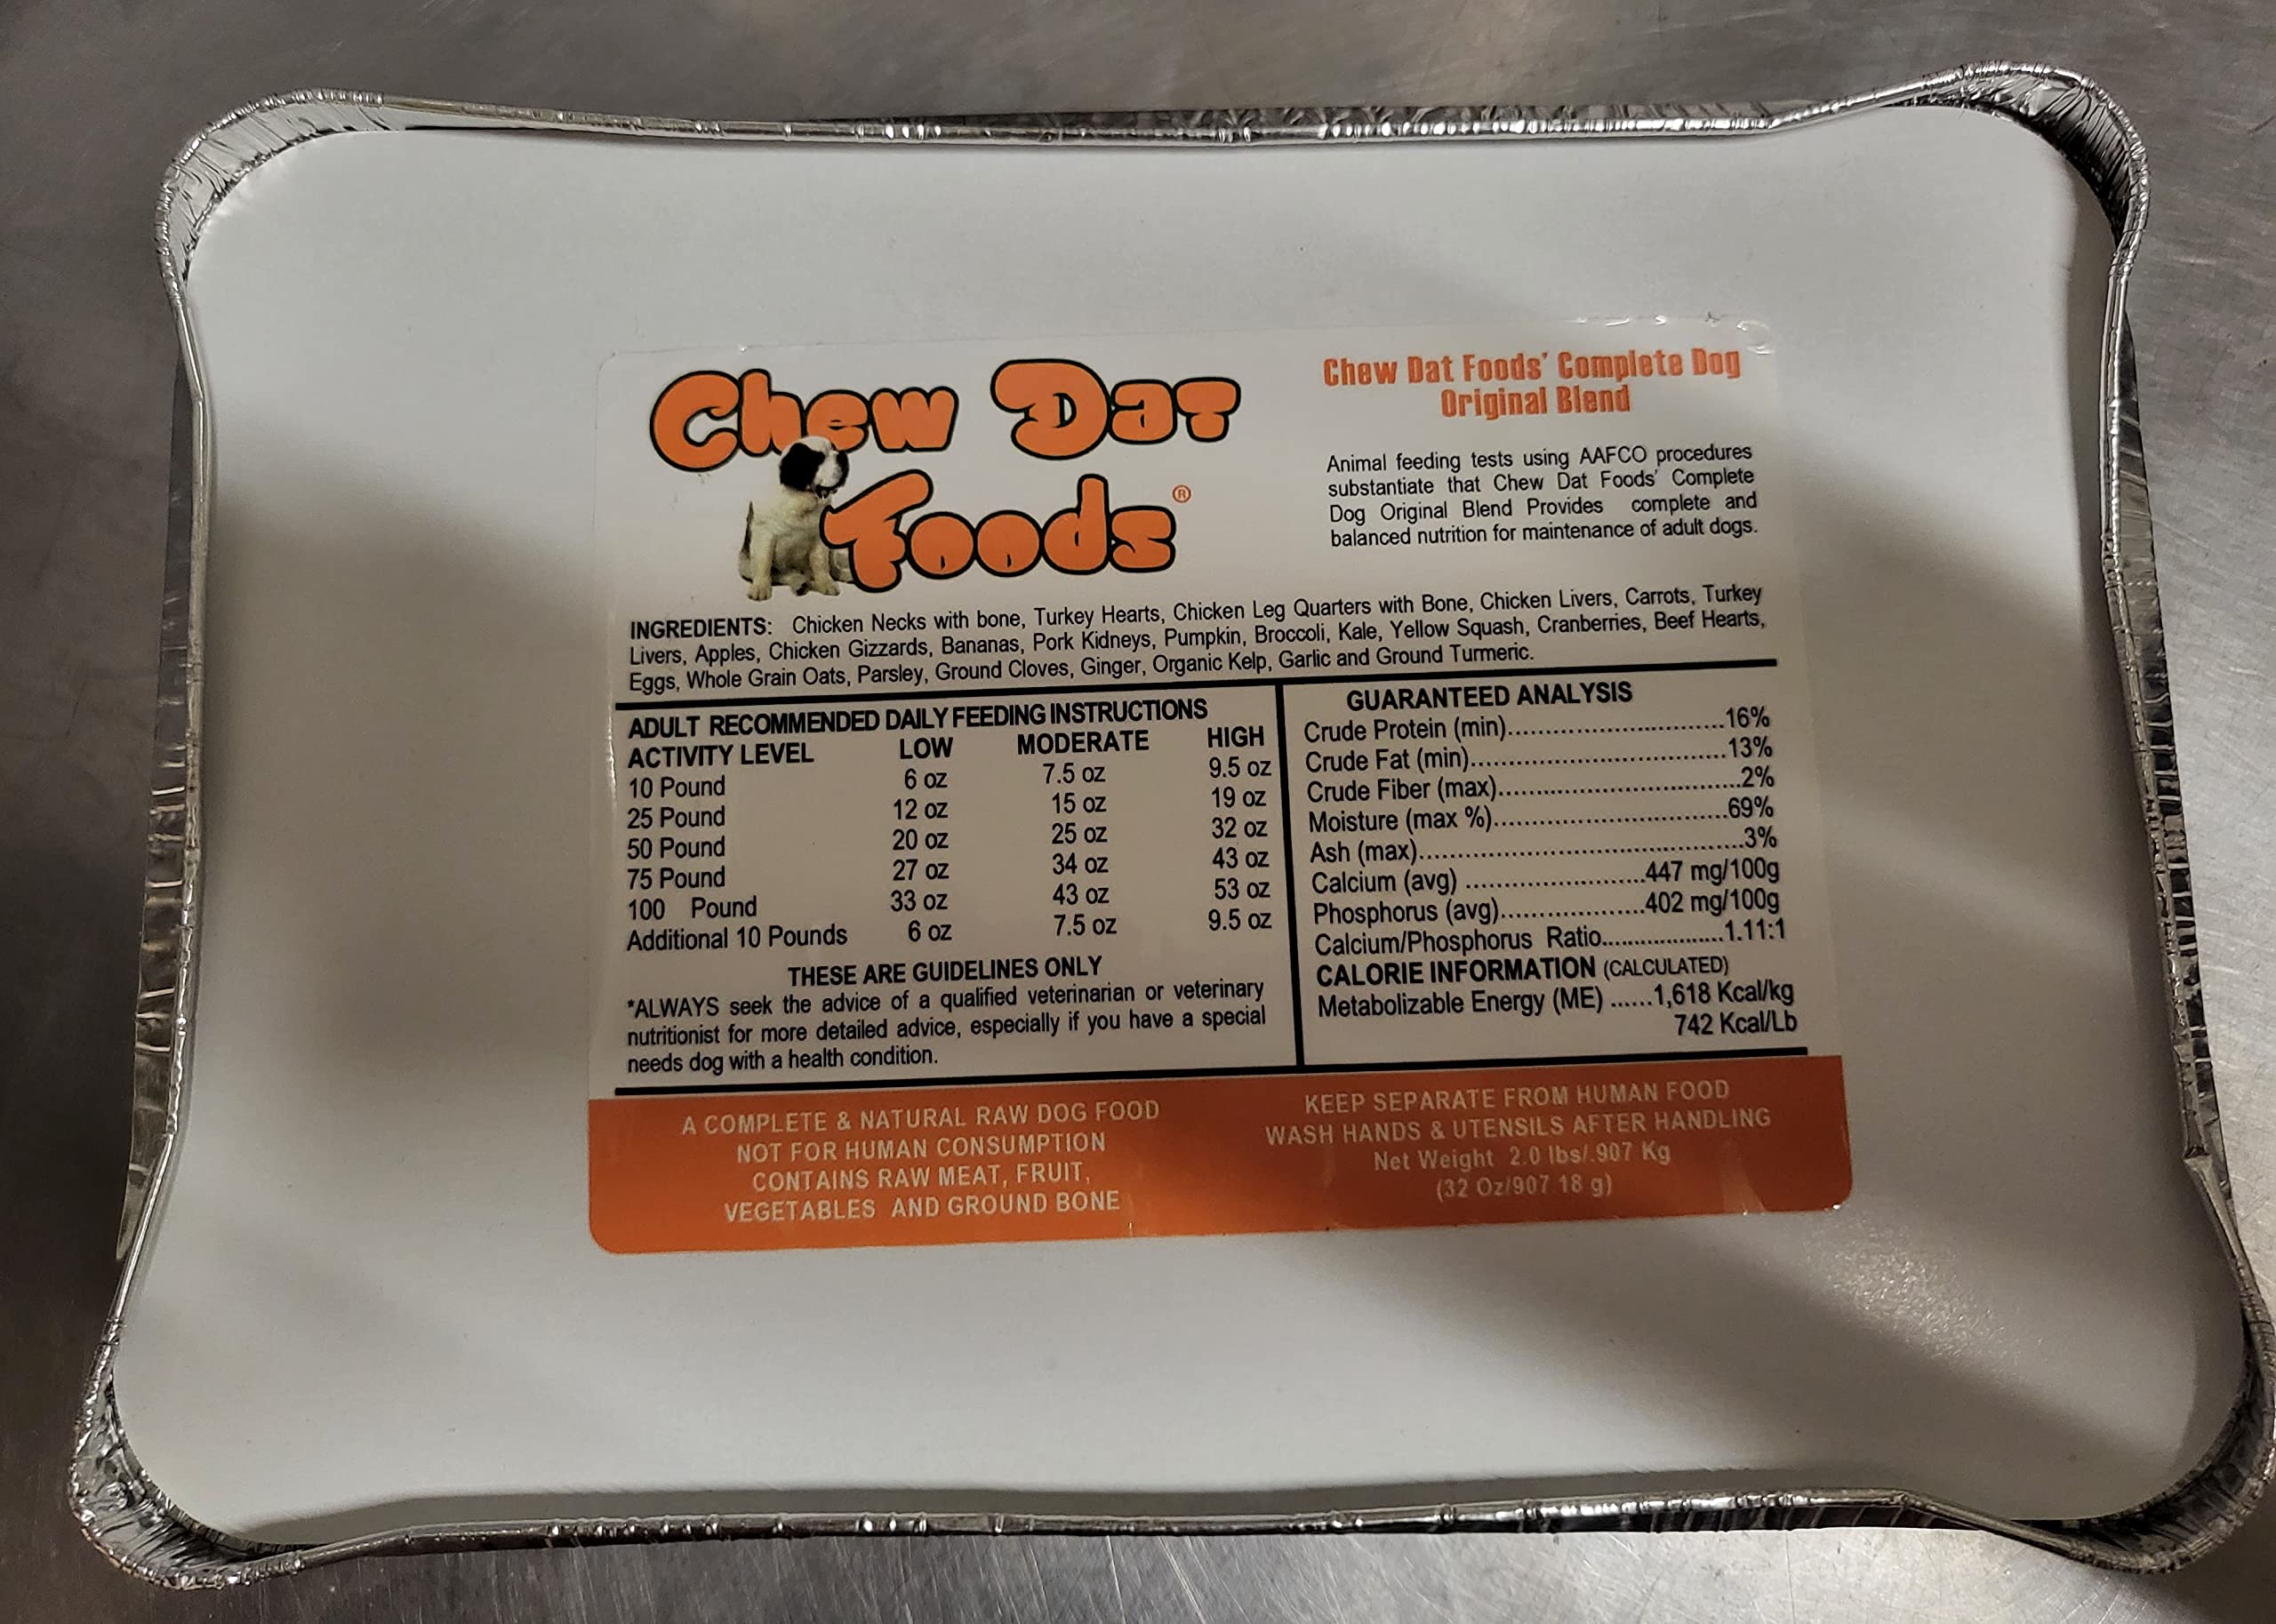 Chew Dat
Foods®
Chew Dat Foods' Complete Dog
Original Blend
Animal feeding tests using AAFCO procedures
substantiate that Chew Dat Foods' Complete
Dog Original Blend Provides complete and
balanced nutrition for maintenance of adult dogs.
INGREDIENTS: Chicken Necks with bone, Turkey Hearts, Chicken Leg Quarters with Bone, Chicken Livers, Carrots, Turkey
Livers, Apples, Chicken Gizzards, Bananas, Pork Kidneys, Pumpkin, Broccoli, Kale, Yellow Squash, Cranberries, Beef Hearts,
Eggs, Whole Grain Oats, Parsley, Ground Cloves, Ginger, Organic Kelp, Garlic and Ground Turmeric.
ADULT RECOMMENDED DAILY FEEDING INSTRUCTIONS
ACTIVITY LEVEL LOW MODERATE HIGH
10 Pound 6 oz 7.5 oz 9.5 oz
25 Pound 12 oz 15 oz 19 oz
50 Pound 20 oz 25 oz 32 oz
75 Pound 27 oz 34 oz 43 oz
100 Pound 33 oz 43 oz 53 oz
Additional 10 Pounds 6 oz 7.5 oz 9.5 oz
THESE ARE GUIDELINES ONLY
*ALWAYS seek the advice of a qualified veterinarian or veterinary
nutritionist for more detailed advice, especially if you have a special
needs dog with a health condition.
GUARANTEED ANALYSIS
Crude Protein (min)..............................16%
Crude Fat (min)...................................13%
Crude Fiber (max)................................2%
Moisture (max %)................................69%
Ash (max)...........................................3%
Calcium (avg) .......................447 mg/100g
Phosphorus (avg)..................402 mg/100g
Calcium/Phosphorus Ratio...................1.11:1
CALORIE INFORMATION (CALCULATED)
Metabolizable Energy (ME) ......1,618 Kcal/kg
742 Kcal/Lb
A COMPLETE & NATURAL RAW DOG FOOD
NOT FOR HUMAN CONSUMPTION
CONTAINS RAW MEAT, FRUIT,
VEGETABLES AND GROUND BONE
KEEP SEPARATE FROM HUMAN FOOD
WASH HANDS & UTENSILS AFTER HANDLING
Net Weight 2.0 lbs/.907 Kg
(32 Oz/907.18 g)